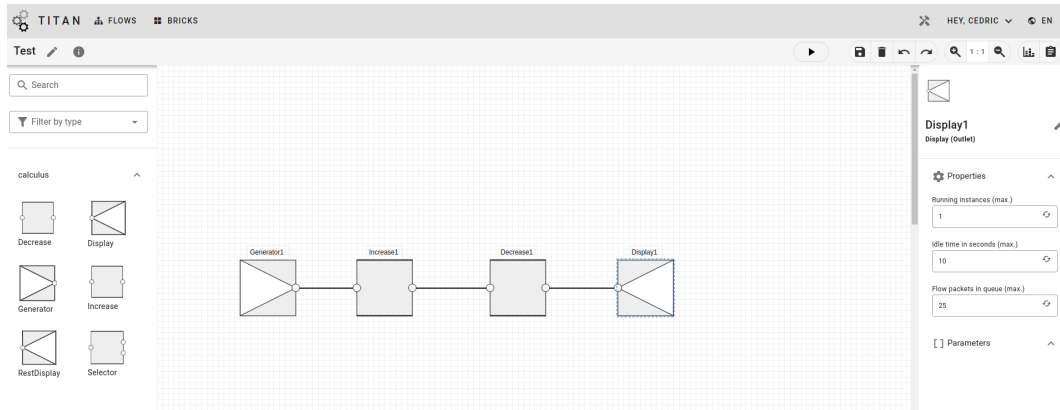 TITAN FLOWS BRICKS HEY, CEDRIC EN
Test 1:1
Search
Filter by type
calculus
Decrease Display
Generator Increase
RestDisplay Selector
Generator1 Increase1 Decrease1 Display1
Display1
Display (Outlet)
Properties
Running instances (max.)
1
Idle time in seconds (max.)
10
Flow packets in queue (max.)
25
[ ] Parameters